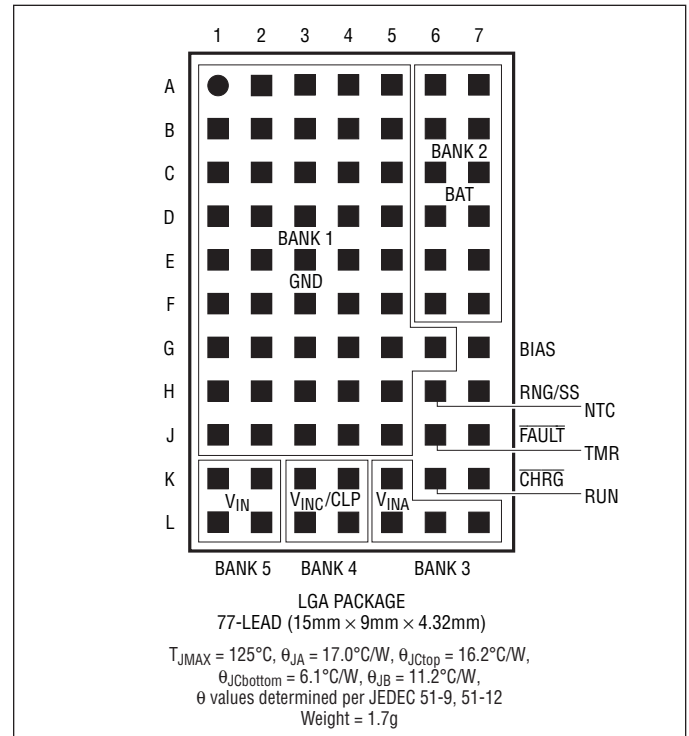 1 2 3 4 5 6 7
A
B
BANK 2
C
BAT
D
BANK 1
E
GND
F
G BIAS
H RNG/SS
NTC
J F̅A̅U̅L̅T̅
TMR
K C̅H̅R̅G̅
VIN VINC/CLP VINA RUN
L
BANK 5 BANK 4 BANK 3
LGA PACKAGE
77-LEAD (15mm × 9mm × 4.32mm)
TJMAX = 125°C, θJA = 17.0°C/W, θJCtop = 16.2°C/W,
θJCbottom = 6.1°C/W, θJB = 11.2°C/W,
θ values determined per JEDEC 51-9, 51-12
Weight = 1.7g